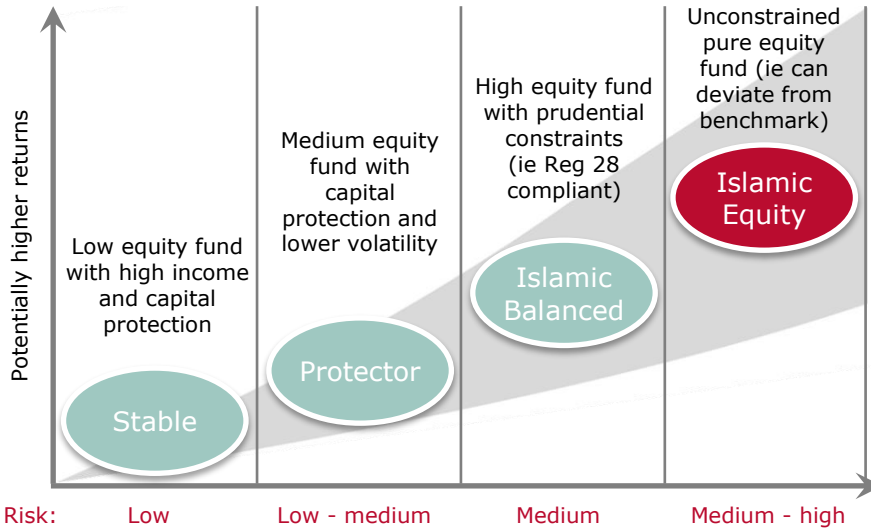 Potentially higher returns
Low equity fund
with high income
and capital
protection
Stable
Medium equity
fund with
capital
protection and
lower volatility
Protector
High equity fund
with prudential
constraints
(ie Reg 28
compliant)
Islamic
Balanced
Unconstrained
pure equity
fund (ie can
deviate from
benchmark)
Islamic
Equity
Risk: Low Low - medium Medium Medium - high